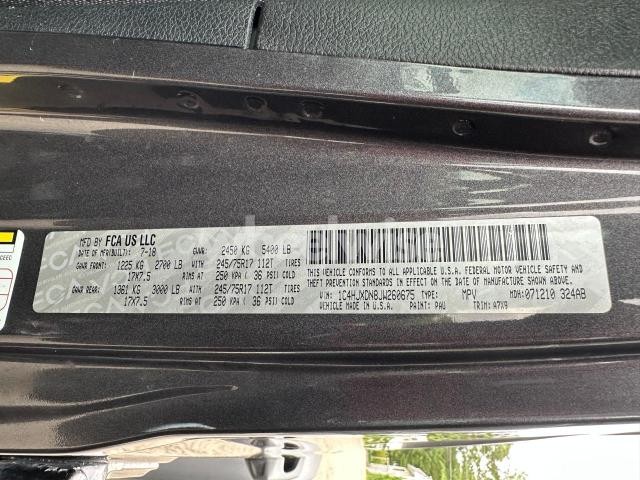 MFD BY FCA US LLC
DATE OF MFR(BUILT): 7-18 GVWR: 2450 KG 5400 LB
GAWR FRONT: 1225 KG 2700 LB WITH 245/75R17 112T TIRES
17X7.5 RIMS AT 250 KPA ( 36 PSI) COLD
GAWR REAR: 1361 KG 3000 LB WITH 245/75R17 112T TIRES
17X7.5 RIMS AT 250 KPA ( 36 PSI) COLD
THIS VEHICLE CONFORMS TO ALL APPLICABLE U.S.A. FEDERAL MOTOR VEHICLE SAFETY,
THEFT PREVENTION STANDARDS IN EFFECT ON THE DATE OF MANUFACTURE SHOWN ABOVE.
VIN: 1C4HJXDN8JW260675 TYPE: MPV MDH: 071210 324AB
VEHICLE MADE IN U.S.A. PAINT: PAU TRIM: A7X9